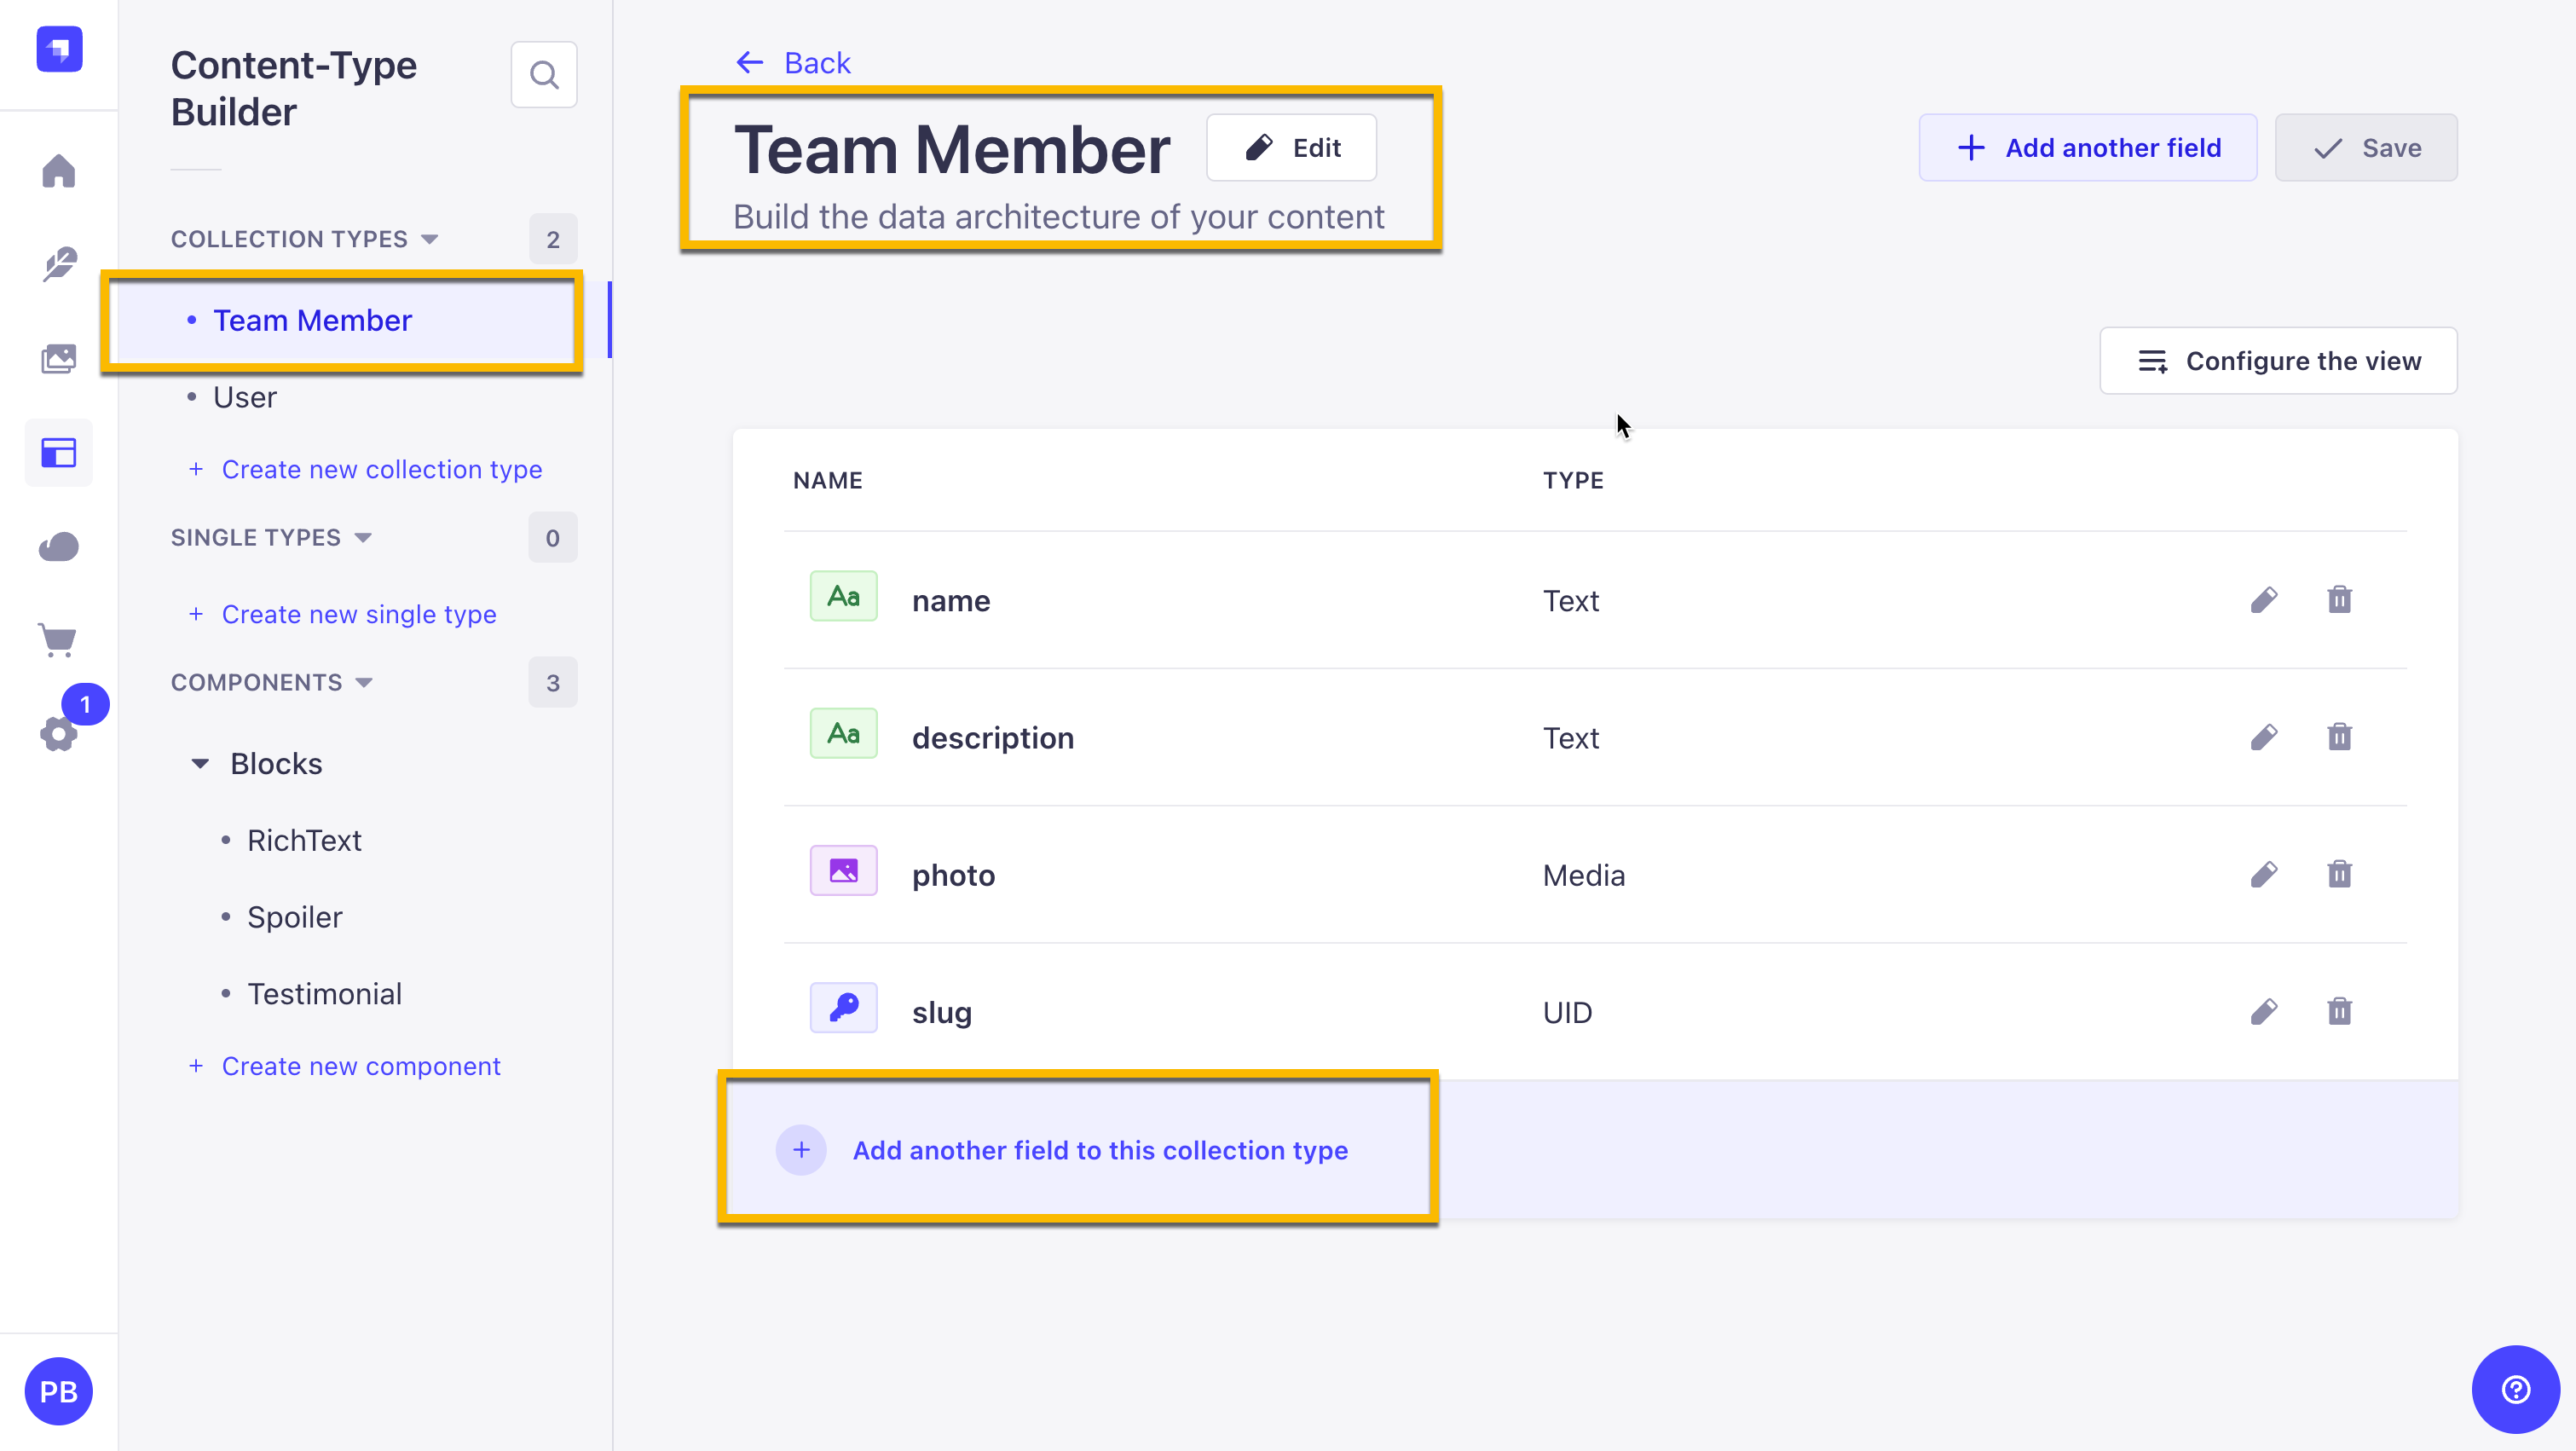 Content-Type
Builder
COLLECTION TYPES
2
Team Member
User
+ Create new collection type
SINGLE TYPES
0
+ Create new single type
COMPONENTS
3
Blocks
RichText
Spoiler
Testimonial
+ Create new component
1
PB
Back
Team Member
Edit
Build the data architecture of your content
Add another field
Save
Configure the view
NAME TYPE
Aa name Text
Aa description Text
photo Media
slug UID
+ Add another field to this collection type
?